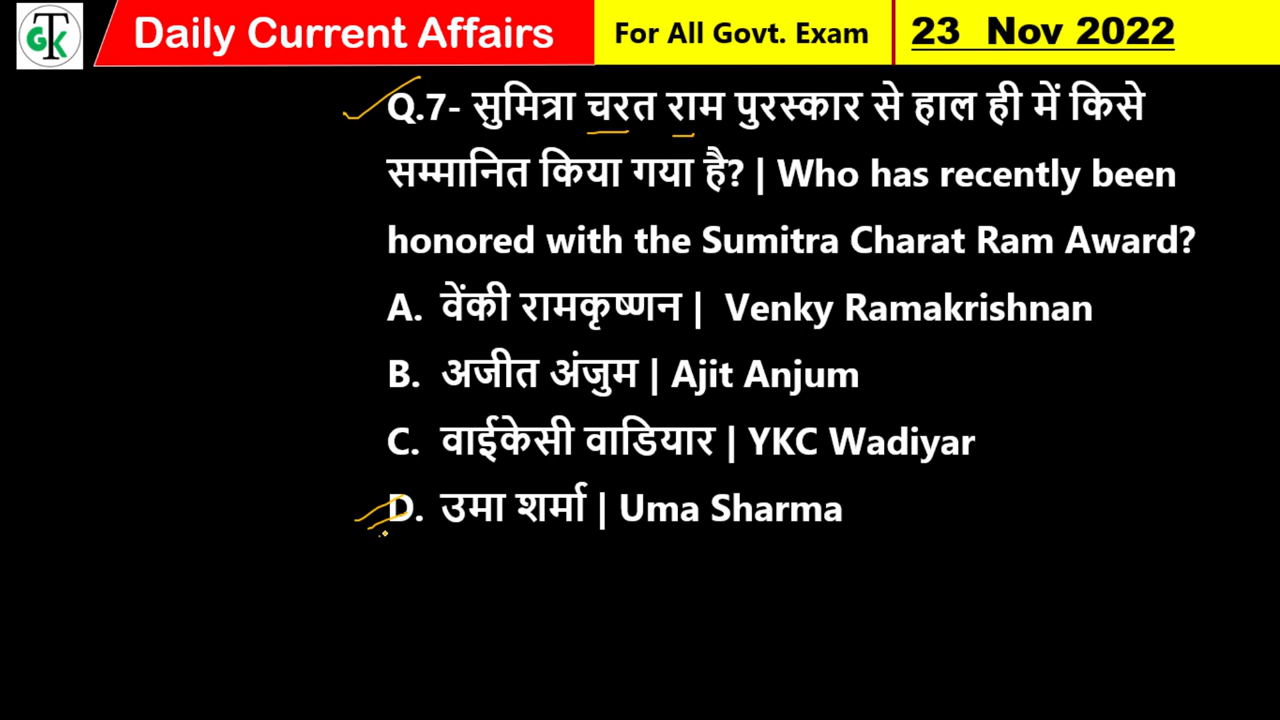 TGK
Daily Current Affairs
For All Govt. Exam
23 Nov 2022
Q.7- सुमित्रा चरत राम पुरस्कार से हाल ही में किसे
सम्मानित किया गया है? | Who has recently been
honored with the Sumitra Charat Ram Award?
A. वेंकी रामकृष्णन | Venky Ramakrishnan
B. अजीत अंजुम | Ajit Anjum
C. वाईकेसी वाडियार | YKC Wadiyar
D. उमा शर्मा | Uma Sharma